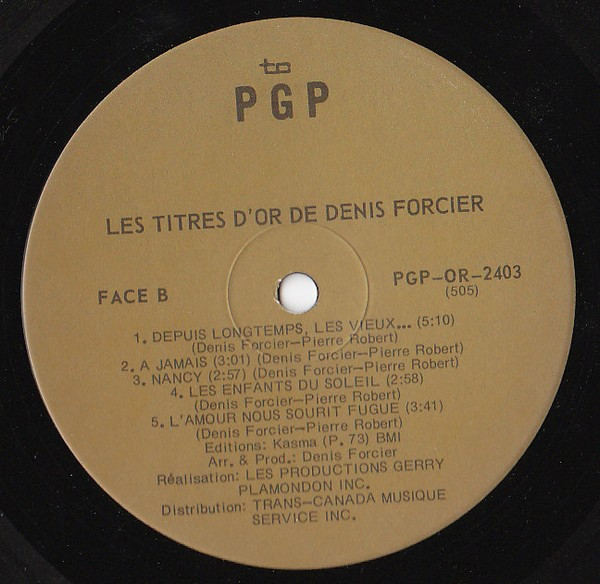 to
PGP
LES TITRES D'OR DE DENIS FORCIER
FACE B
PGP-OR-2403
(505)
1. DEPUIS LONGTEMPS, LES VIEUX... (5:10)
(Denis Forcier-Pierre Robert)
2. A JAMAIS (3:01) (Denis Forcier-Pierre Robert)
3. NANCY (2:57) (Denis Forcier-Pierre Robert)
4. LES ENFANTS DU SOLEIL (2:58)
(Denis Forcier-Pierre Robert)
5. L'AMOUR NOUS SOURIT FUGUE (3:41)
(Denis Forcier-Pierre Robert)
Editions: Kasma (P. 73) BMI
Arr. & Prod.: Denis Forcier
Réalisation: LES PRODUCTIONS GERRY
PLAMONDON INC.
Distribution: TRANS-CANADA MUSIQUE
SERVICE INC.